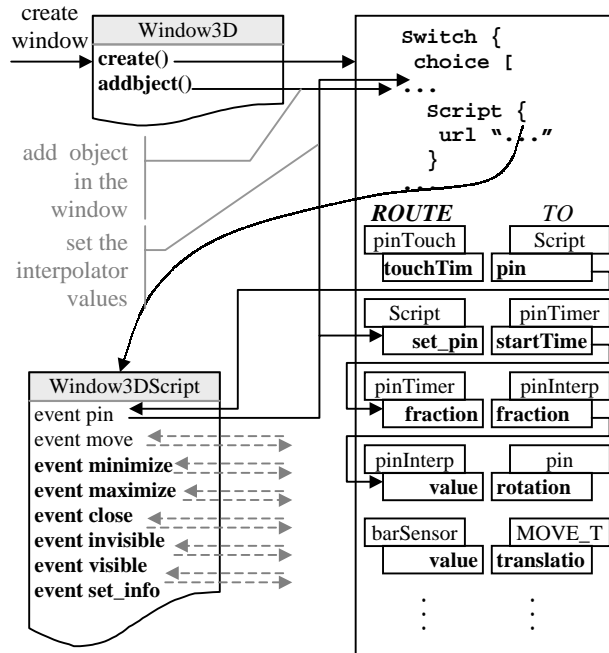 create
window
Window3D
create()
addbject()
add object
in the
window
set the
interpolator
values
Switch {
choice [
...
Script {
url “...”
}
....
ROUTE TO
pinTouch Script
touchTim pin
Script pinTimer
set_pin startTime
pinTimer pinInterp
fraction fraction
pinInterp pin
value rotation
barSensor MOVE_T
value translatio
Window3DScript
event pin
event move
event minimize
event maximize
event close
event invisible
event visible
event set_info